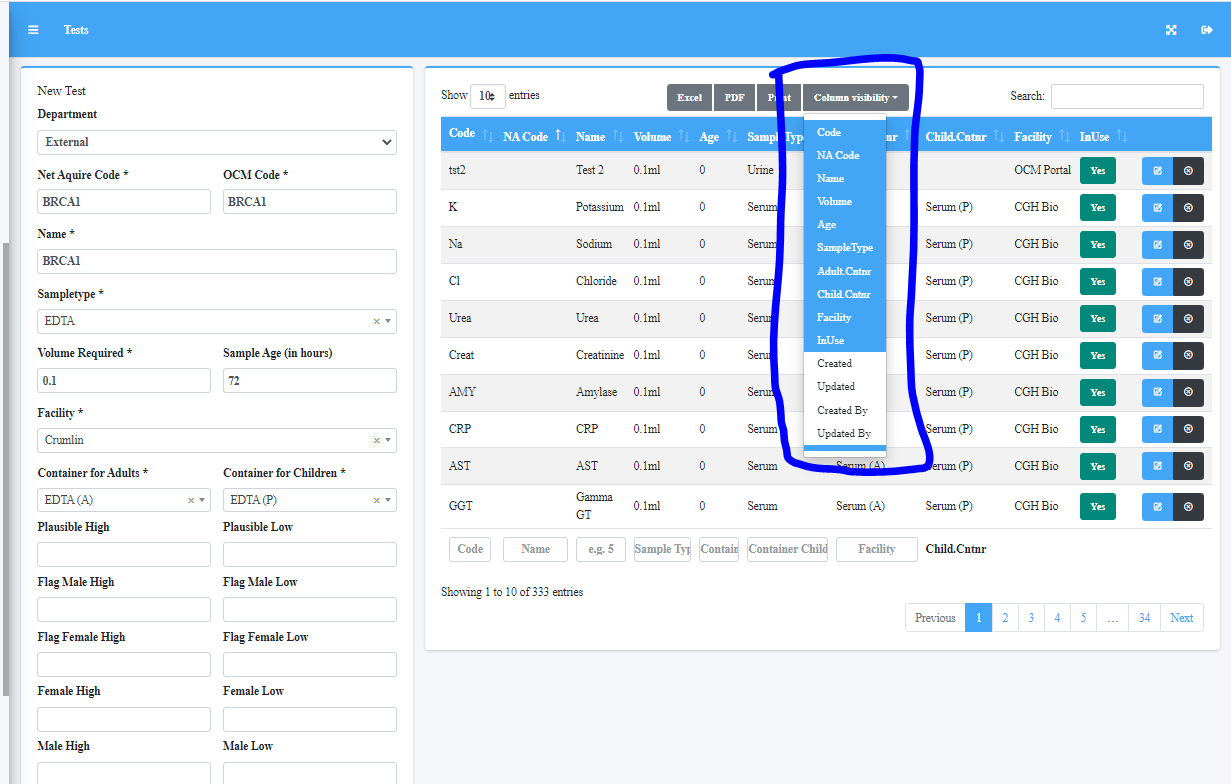 Tests
New Test
Department
External
Net Aquire Code * OCM Code *
BRCA1 BRCA1
Name *
BRCA1
Sampletype *
EDTA
Volume Required * Sample Age (in hours)
0.1 72
Facility *
Crumlin
Container for Adults * Container for Children *
EDTA (A) EDTA (P)
Plausible High Plausible Low
Flag Male High Flag Male Low
Flag Female High Flag Female Low
Female High Female Low
Male High Male Low
Show 10 entries
Excel PDF Print Column visibility
Search:
Code NA Code Name Volume Age Child.Cntnr Facility InUse
tst2 Test 2 0.1ml 0 Urine OCM Portal Yes
K Potassium 0.1ml 0 Serum Serum (P) CGH Bio Yes
Na Sodium 0.1ml 0 Serum Serum (P) CGH Bio Yes
Cl Chloride 0.1ml 0 Serum Serum (P) CGH Bio Yes
Urea Urea 0.1ml 0 Serum Serum (P) CGH Bio Yes
Creat Creatinine 0.1ml 0 Serum Serum (P) CGH Bio Yes
AMY Amylase 0.1ml 0 Serum Serum (P) CGH Bio Yes
CRP CRP 0.1ml 0 Serum Serum (P) CGH Bio Yes
AST AST 0.1ml 0 Serum Serum (A) Serum (P) CGH Bio Yes
GGT Gamma GT 0.1ml 0 Serum Serum (A) Serum (P) CGH Bio Yes
Code
NA Code
Name
Volume
Age
SampleType
Adult.Cntnr
Child.Cntnr
Facility
InUse
Created
Updated
Created By
Updated By
Code Name e.g. 5 Sample Typ Contain Container Child Facility Child.Cntnr
Showing 1 to 10 of 333 entries
Previous 1 2 3 4 5 … 34 Next